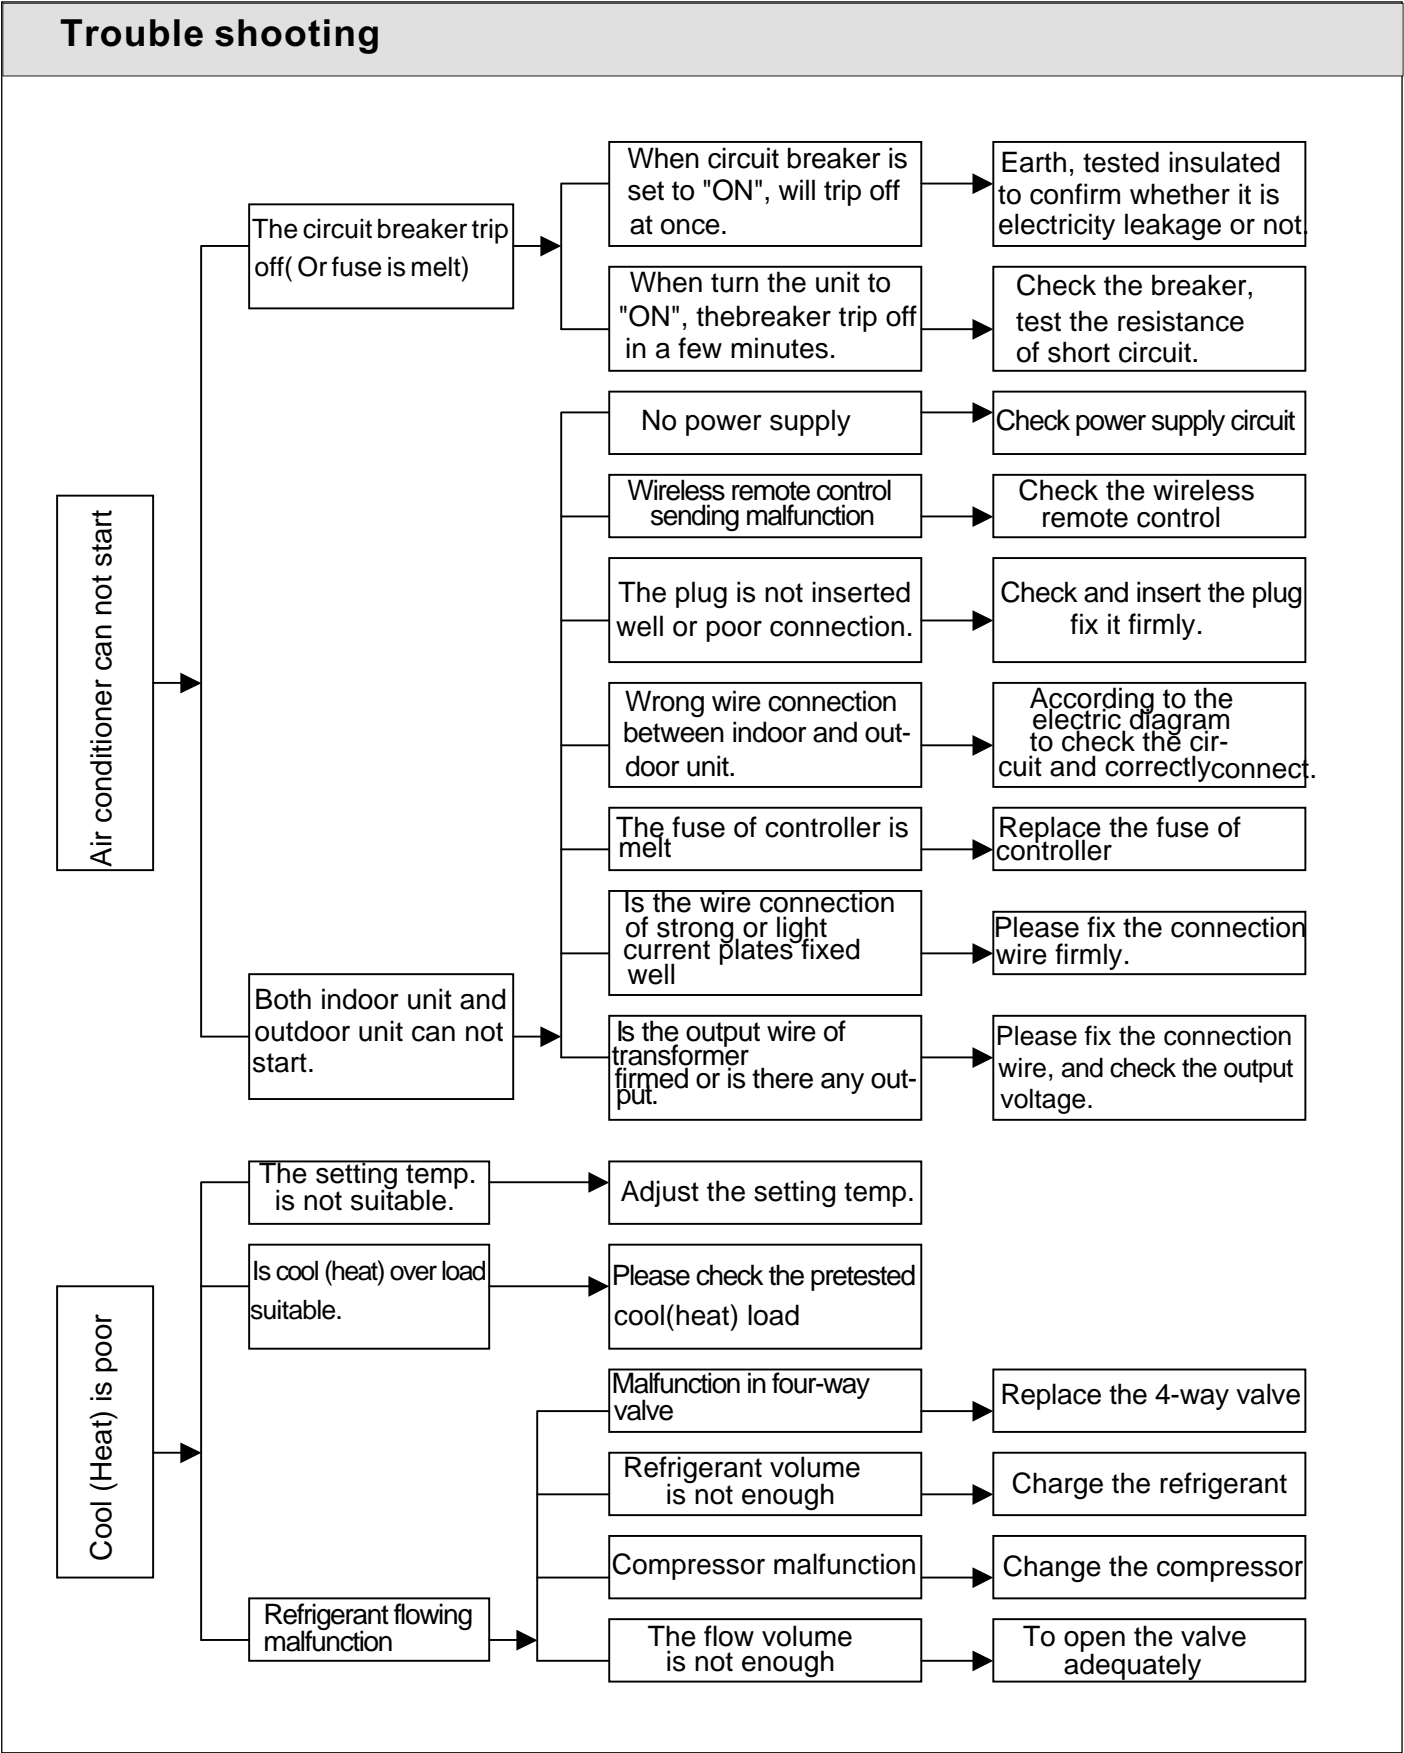 Trouble shooting
Air conditioner can not start
The circuit breaker trip
off( Or fuse is melt)
When circuit breaker is
set to "ON", will trip off
at once.
Earth, tested insulated
to confirm whether it is
electricity leakage or not.
When turn the unit to
"ON", thebreaker trip off
in a few minutes.
Check the breaker,
test the resistance
of short circuit.
Both indoor unit and
outdoor unit can not
start.
No power supply
Check power supply circuit
Wireless remote control
sending malfunction
Check the wireless
remote control
The plug is not inserted
well or poor connection.
Check and insert the plug
fix it firmly.
Wrong wire connection
between indoor and out-
door unit.
According to the
electric diagram
to check the cir-
cuit and correctly connect.
The fuse of controller is
melt
Replace the fuse of
controller
Is the wire connection
of strong or light
current plates fixed
well
Please fix the connection
wire firmly.
Is the output wire of
transformer
firmed or is there any out-
put.
Please fix the connection
wire, and check the output
voltage.
Cool (Heat) is poor
The setting temp.
is not suitable.
Adjust the setting temp.
Is cool (heat) over load
suitable.
Please check the pretested
cool(heat) load
Refrigerant flowing
malfunction
Malfunction in four-way
valve
Replace the 4-way valve
Refrigerant volume
is not enough
Charge the refrigerant
Compressor malfunction
Change the compressor
The flow volume
is not enough
To open the valve
adequately